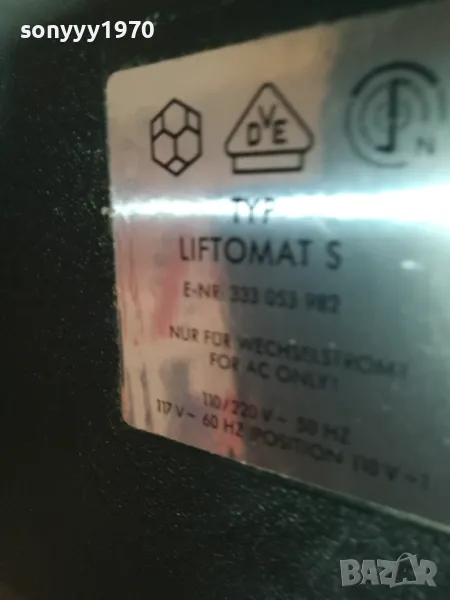 sonyyy1970
DVE
N
TYP
LIFTOMAT S
E-NR. 333 053 982
NUR FÜR WECHSELSTROM!
FOR AC ONLY!
110/220 V ~ 50 HZ
117 V ~ 60 HZ (POSITION 110 V ~
BAZAR